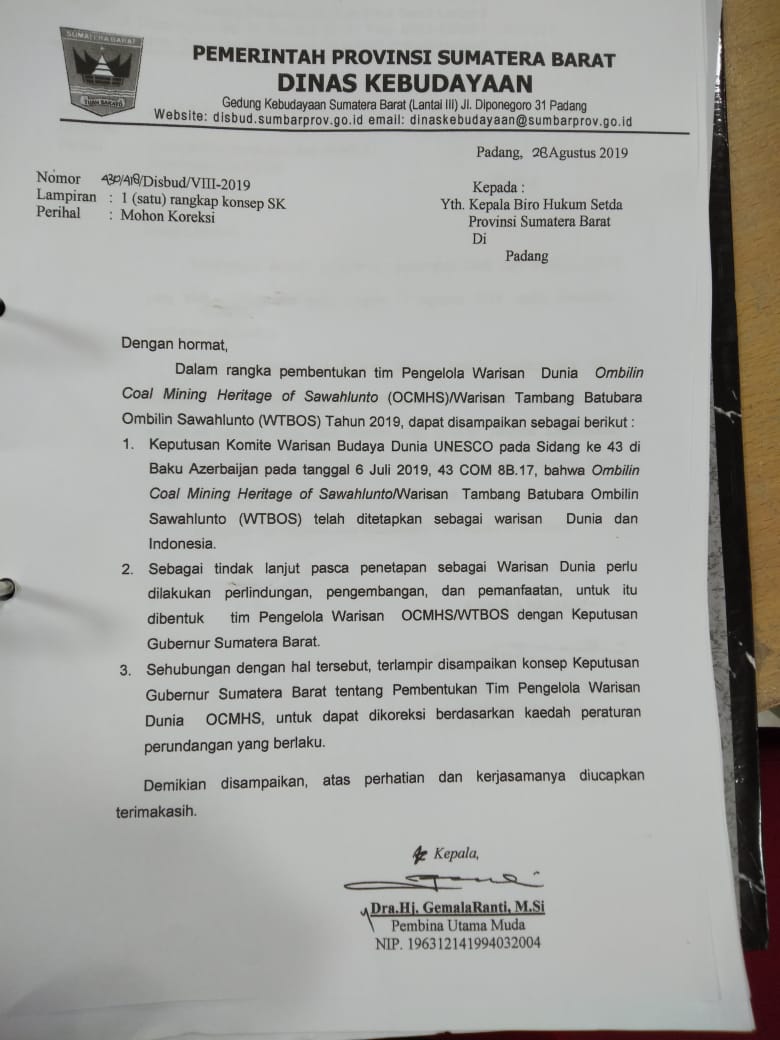 SUMATERA BARAT
TUAH SAKATO
PEMERINTAH PROVINSI SUMATERA BARAT
DINAS KEBUDAYAAN
Gedung Kebudayaan Sumatera Barat (Lantai III) Jl. Diponegoro 31 Padang
Website: disbud.sumbarprov.go.id email: dinaskebudayaan@sumbarprov.go.id
Padang, 28 Agustus 2019
Nomor 430/418/Disbud/VIII-2019
Lampiran : 1 (satu) rangkap konsep SK
Perihal : Mohon Koreksi
Kepada :
Yth. Kepala Biro Hukum Setda
Provinsi Sumatera Barat
Di
Padang
Dengan hormat,
Dalam rangka pembentukan tim Pengelola Warisan Dunia Ombilin
Coal Mining Heritage of Sawahlunto (OCMHS)/Warisan Tambang Batubara
Ombilin Sawahlunto (WTBOS) Tahun 2019, dapat disampaikan sebagai berikut :
1. Keputusan Komite Warisan Budaya Dunia UNESCO pada Sidang ke 43 di
Baku Azerbaijan pada tanggal 6 Juli 2019, 43 COM 8B.17, bahwa Ombilin
Coal Mining Heritage of Sawahlunto/Warisan Tambang Batubara Ombilin
Sawahlunto (WTBOS) telah ditetapkan sebagai warisan Dunia dan
Indonesia.
2. Sebagai tindak lanjut pasca penetapan sebagai Warisan Dunia perlu
dilakukan perlindungan, pengembangan, dan pemanfaatan, untuk itu
dibentuk tim Pengelola Warisan OCMHS/WTBOS dengan Keputusan
Gubernur Sumatera Barat.
3. Sehubungan dengan hal tersebut, terlampir disampaikan konsep Keputusan
Gubernur Sumatera Barat tentang Pembentukan Tim Pengelola Warisan
Dunia OCMHS, untuk dapat dikoreksi berdasarkan kaedah peraturan
perundangan yang berlaku.
Demikian disampaikan, atas perhatian dan kerjasamanya diucapkan
terimakasih.
Kepala,
Dra.Hj. GemalaRanti, M.Si
Pembina Utama Muda
NIP. 196312141994032004